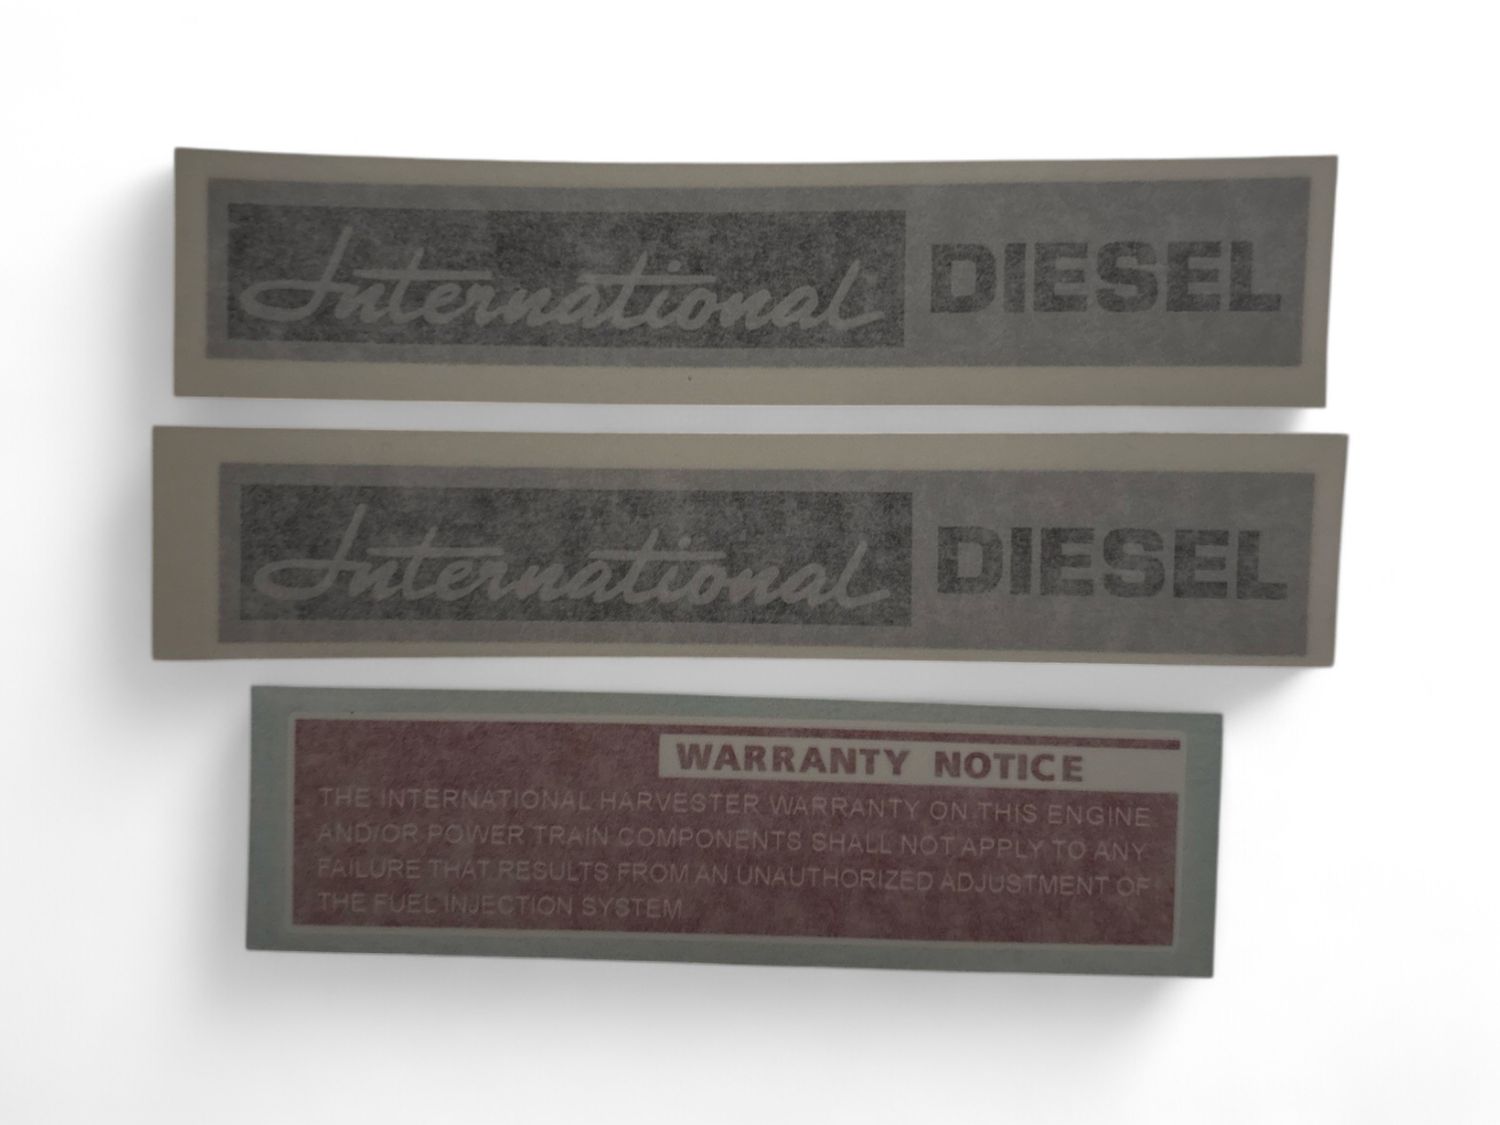 International DIESEL
International DIESEL
WARRANTY NOTICE
THE INTERNATIONAL HARVESTER WARRANTY ON THIS ENGINE
AND/OR POWER TRAIN COMPONENTS SHALL NOT APPLY TO ANY
FAILURE THAT RESULTS FROM AN UNAUTHORIZED ADJUSTMENT OF
THE FUEL INJECTION SYSTEM